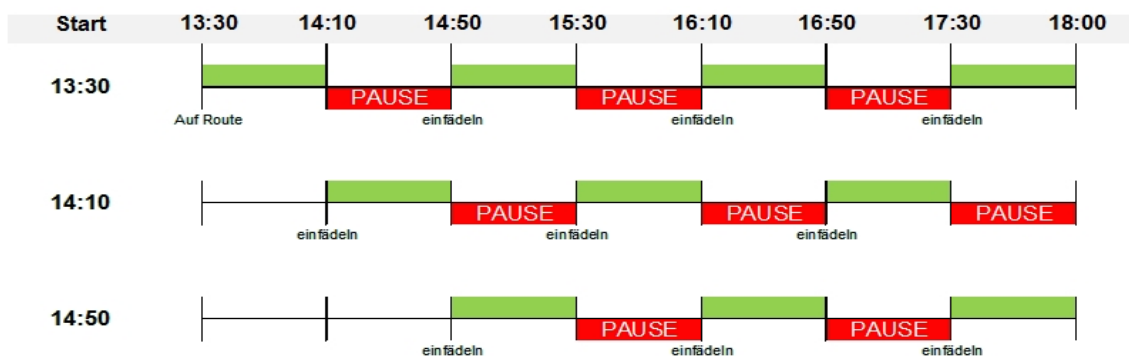 Start 13:30 14:10 14:50 15:30 16:10 16:50 17:30 18:00
13:30
PAUSE PAUSE PAUSE
Auf Route einfädeln einfädeln einfädeln
14:10
PAUSE PAUSE PAUSE
einfädeln einfädeln einfädeln
14:50
PAUSE PAUSE
einfädeln einfädeln einfädeln